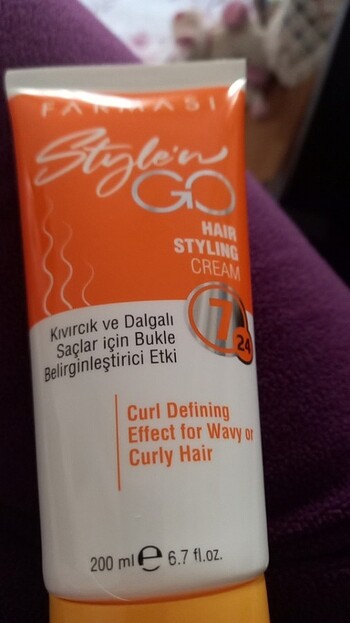 FARMASI
Style'n
GO
HAIR
STYLING
CREAM
7
24
Kıvırcık ve Dalgalı
Saçlar için Bukle
Belirginleştirici Etki
Curl Defining
Effect for Wavy or
Curly Hair
200 ml e 6.7 fl.oz.